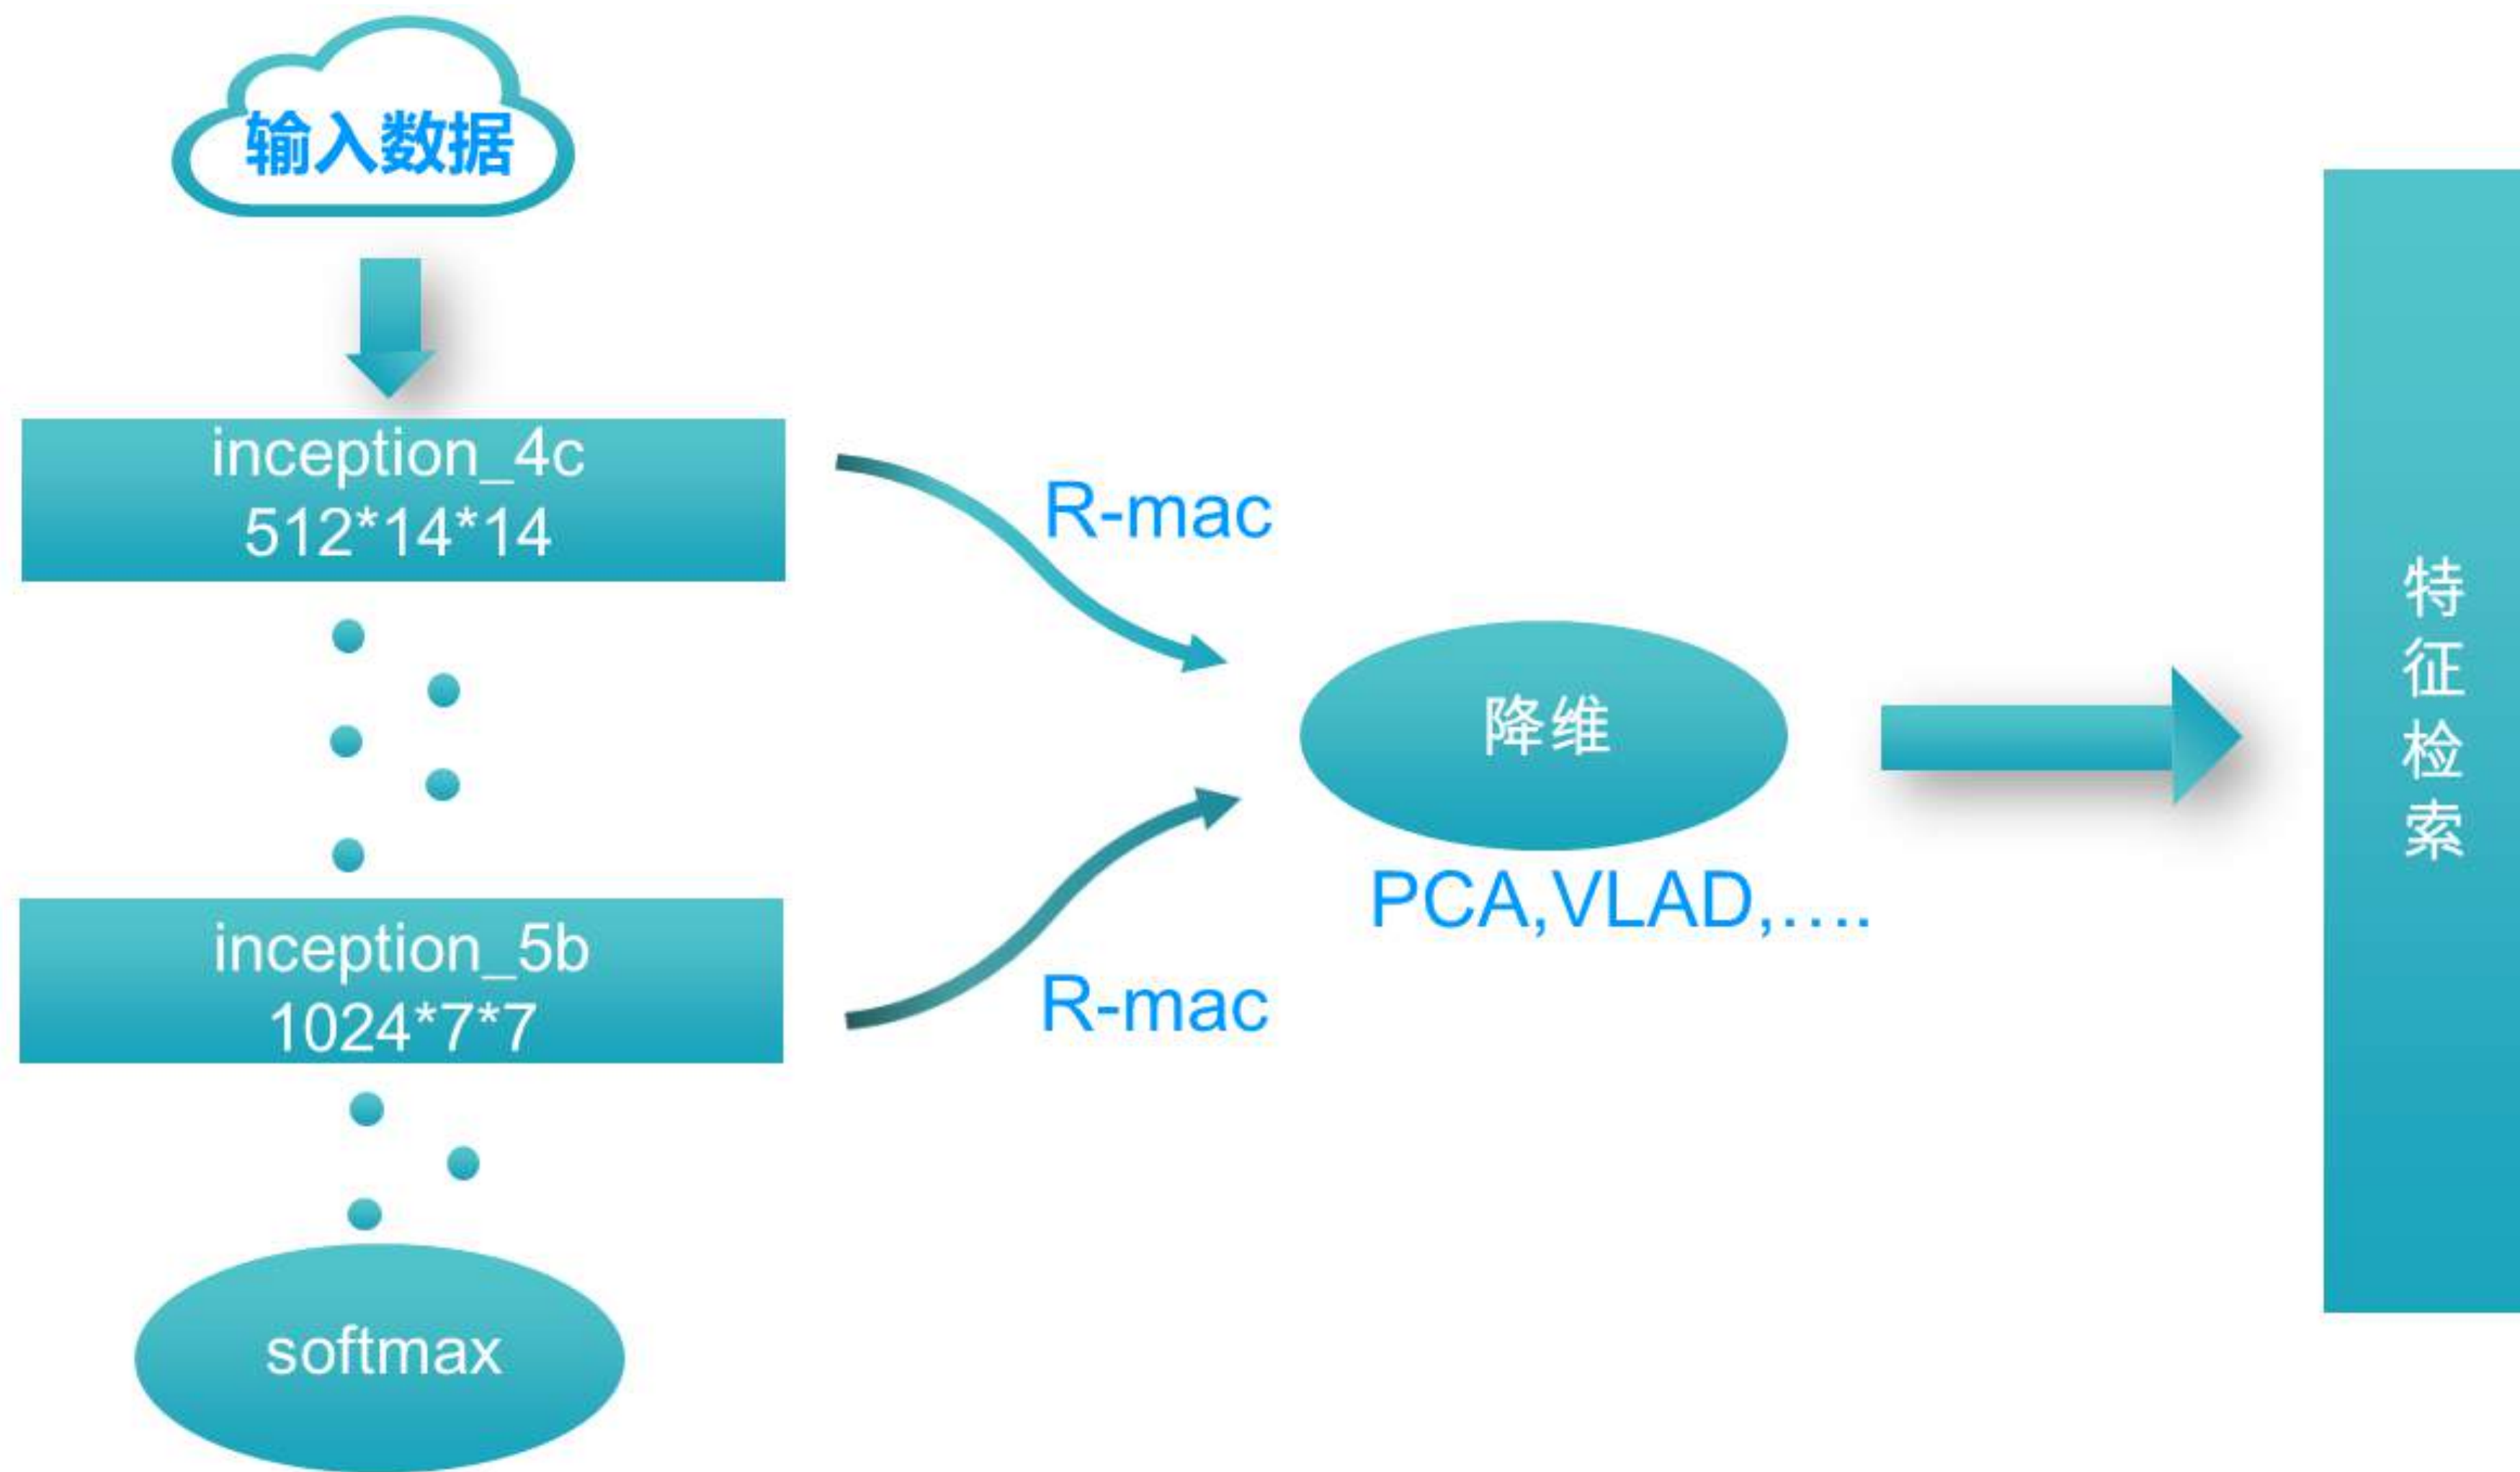 输入数据
inception_4c
512*14*14
R-mac
降维
PCA,VLAD,....
R-mac
inception_5b
1024*7*7
softmax
特征检索